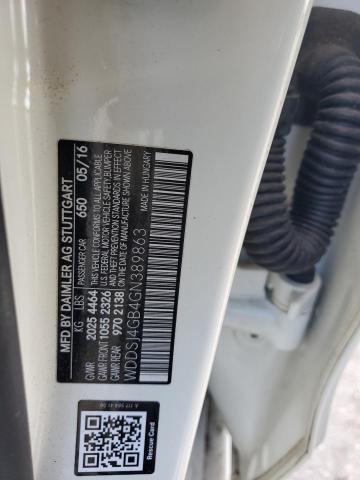 MFD BY DAIMLER AG STUTTGART
PASSENGER CAR 650 05/16
KG LBS
GVWR 2025 4464
GAWR FRONT 1055 2326
GAWR REAR 970 2138
THIS VEHICLE CONFORMS TO ALL APPLICABLE
U.S. FEDERAL MOTOR VEHICLE SAFETY, BUMPER
AND THEFT PREVENTION STANDARDS IN EFFECT
ON THE DATE OF MANUFACTURE SHOWN ABOVE
WDDSJ4GB4GN389863
MADE IN HUNGARY
Rescue Card